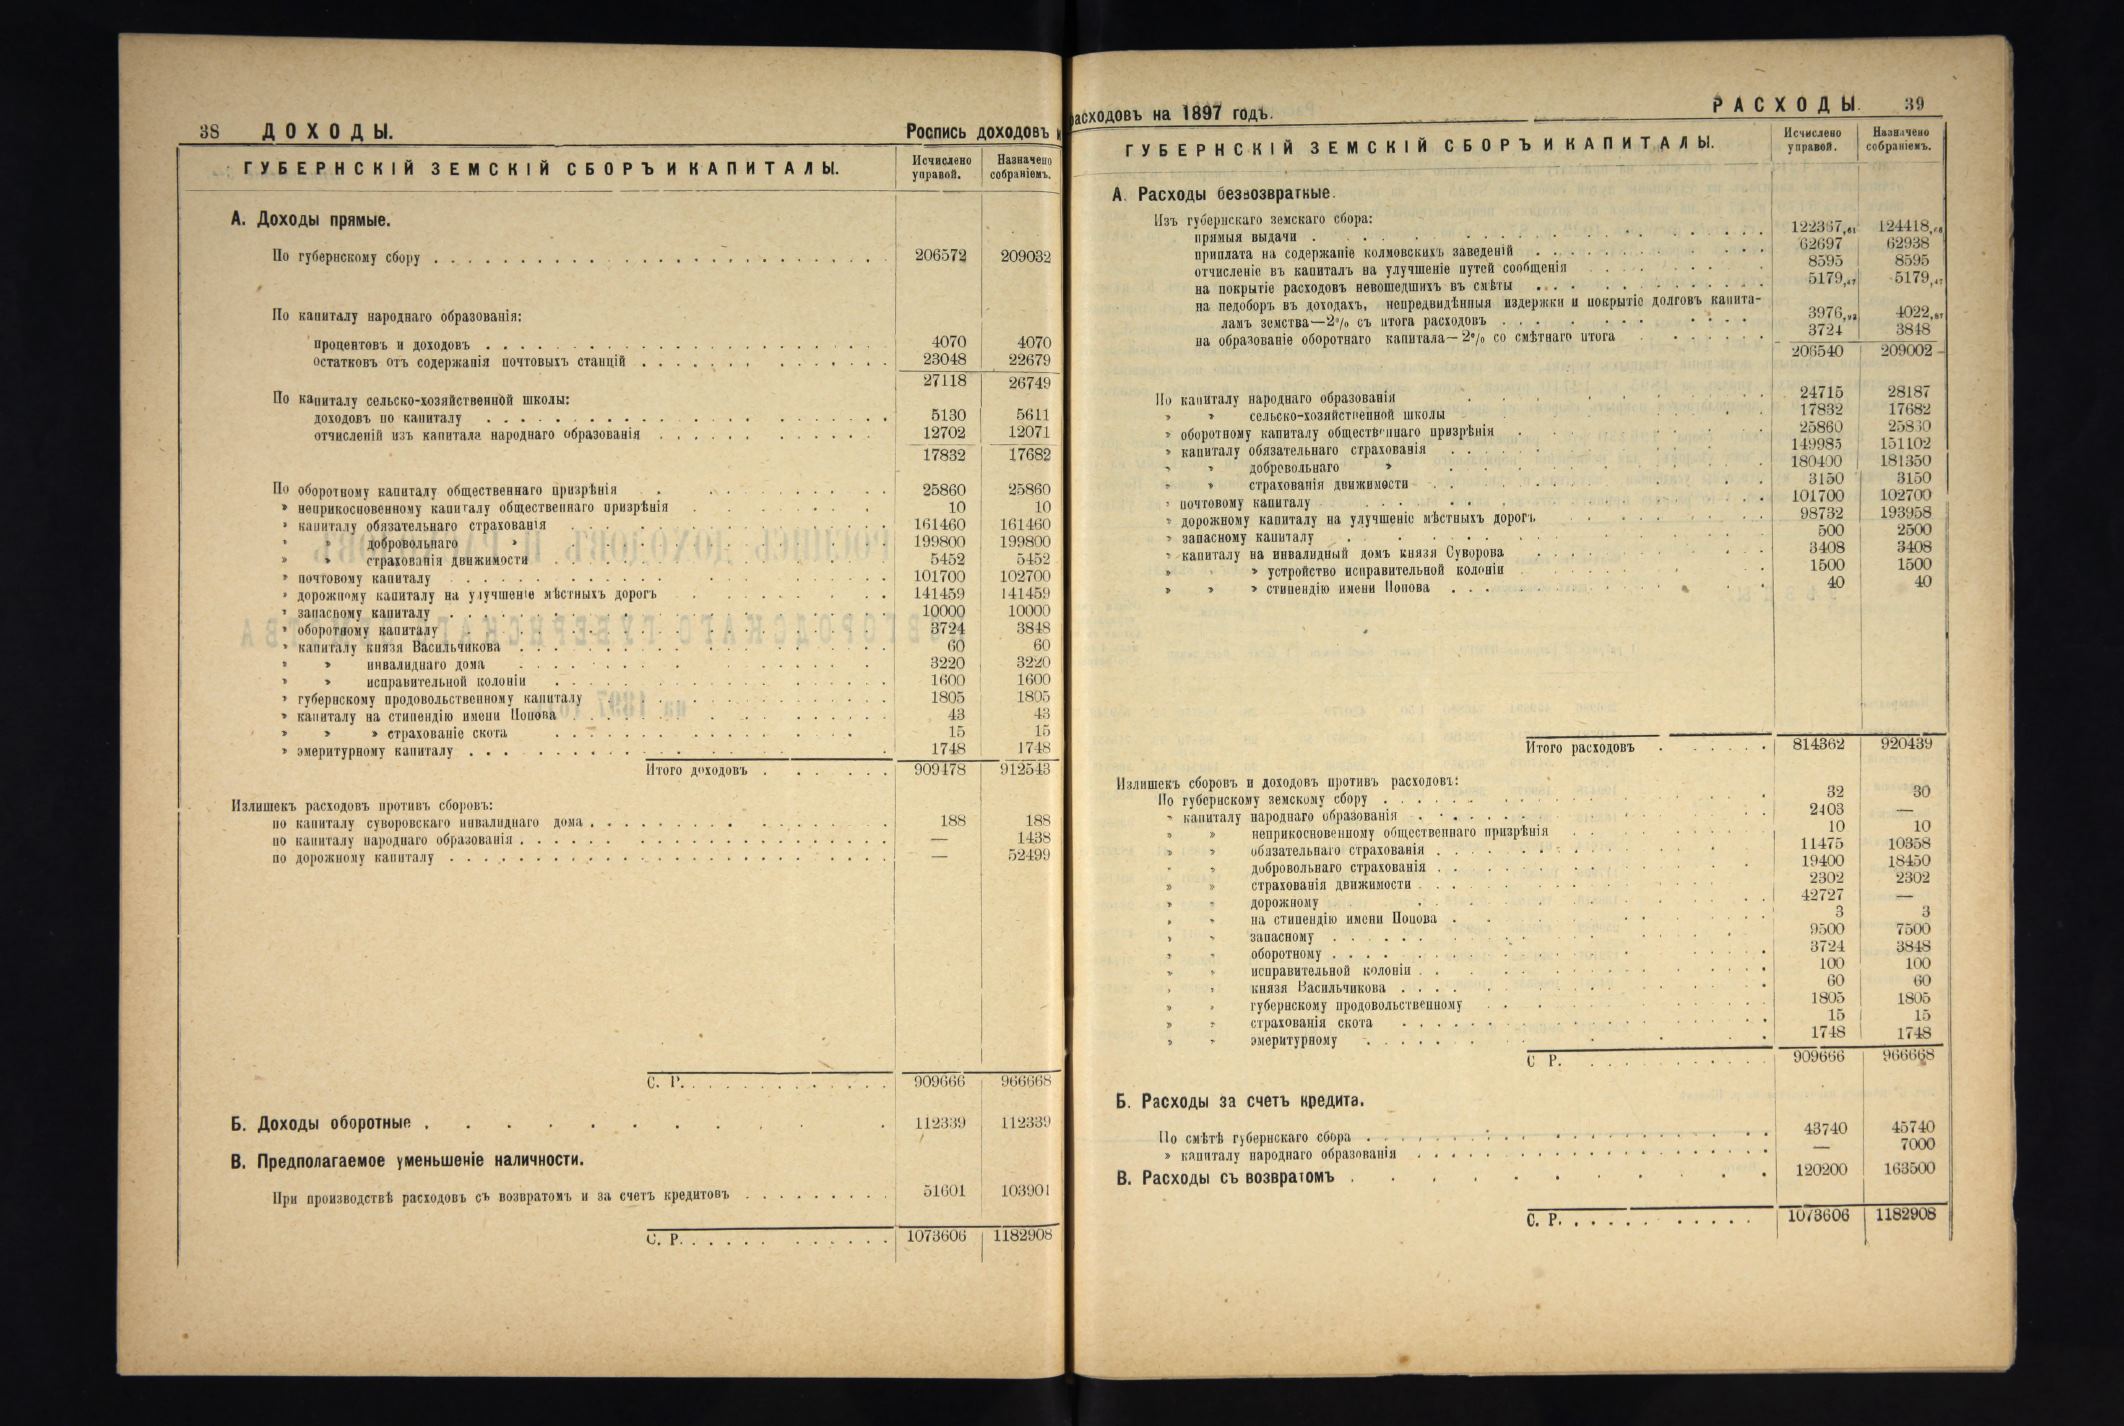 38 ДОХОДЫ. Роспись доходовъ и
ГУБЕРНСКІЙ ЗЕМСКІЙ СБОРЪ И КАПИТАЛЫ. Исчислено управой. Назначено собраніемъ.
А. Доходы прямые.
По губернскому сбору 206572 209032
По капиталу народнаго образованія:
процентовъ и доходовъ 4070 4070
остатковъ отъ содержанія почтовыхъ станцій 23048 22679
27118 26749
По капиталу сельско-хозяйственной школы:
доходовъ по капиталу 5130 5611
отчисленій изъ капитала народнаго образованія 12702 12071
17832 17682
По оборотному капиталу общественнаго призрѣнія 25860 25860
» неприкосновенному капиталу общественнаго призрѣнія 10 10
» капиталу обязательнаго страхованія 161460 161460
» » добровольнаго » 199800 199800
» » страхованія движимости 5452 5452
» почтовому капиталу 101700 102700
» дорожному капиталу на улучшеніе мѣстныхъ дорогъ 141459 141459
» запасному капиталу 10000 10000
» оборотному капиталу 3724 3848
» капиталу князя Васильчикова 60 60
» » инвалиднаго дома 3220 3220
» » исправительной колоніи 1600 1600
» губернскому продовольственному капиталу 1805 1805
» капиталу на стипендію имени Попова 43 43
» » » страхованіе скота 15 15
» эмеритурному капиталу 1748 1748
Итого доходовъ 909478 912543
Излишекъ расходовъ противъ сборовъ:
по капиталу суворовскаго инвалиднаго дома 188 188
по капиталу народнаго образованія — 1438
по дорожному капиталу — 52499
С. Р. 909666 966668
Б. Доходы оборотные 112339 112339
В. Предполагаемое уменьшеніе наличности.
При производствѣ расходовъ съ возвратомъ и за счетъ кредитовъ 51601 103901
С. Р. 1073606 1182908
расходовъ на 1897 годъ. РАСХОДЫ. 39
ГУБЕРНСКІЙ ЗЕМСКІЙ СБОРЪ И КАПИТАЛЫ. Исчислено управой. Назначено собраніемъ.
А. Расходы безвозвратные.
Изъ губернскаго земскаго сбора:
прямыя выдачи 122367,61 124418,66
приплата на содержаніе колмовскихъ заведеній 62697 62938
отчисленіе въ капиталъ на улучшеніе путей сообщенія 8595 8595
на покрытіе расходовъ невошедшихъ въ смѣты 5179,47 5179,47
на недоборъ въ доходахъ, непредвидѣнныя издержки и покрытіе долговъ капита-
ламъ земства—2% съ итога расходовъ 3976,92 4022,87
на образованіе оборотнаго капитала—2% со смѣтнаго итога 3724 3848
206540 209002
По капиталу народнаго образованія 24715 28187
» » сельско-хозяйственной школы 17832 17682
» оборотному капиталу общественнаго призрѣнія 25860 25860
» капиталу обязательнаго страхованія 149985 151102
» » добровольнаго » 180400 181350
» » страхованія движимости 3150 3150
» почтовому капиталу 101700 102700
» дорожному капиталу на улучшеніе мѣстныхъ дорогъ 98732 193958
» запасному капиталу 500 2500
» капиталу на инвалидный домъ князя Суворова 3408 3408
» » » устройство исправительной колоніи 1500 1500
» » » стипендію имени Попова 40 40
Итого расходовъ 814362 920439
Излишекъ сборовъ и доходовъ противъ расходовъ:
По губернскому земскому сбору 32 30
» капиталу народнаго образованія 2403 —
» » неприкосновенному общественнаго призрѣнія 10 10
» » обязательнаго страхованія 11475 10358
» » добровольнаго страхованія 19400 18450
» » страхованія движимости 2302 2302
» » дорожному 42727 —
» » на стипендію имени Попова 3 3
» » запасному 9500 7500
» » оборотному 3724 3848
» » исправительной колоніи 100 100
» » князя Васильчикова 60 60
» » губернскому продовольственному 1805 1805
» » страхованія скота 15 15
» » эмеритурному 1748 1748
С. Р. 909666 966668
Б. Расходы за счетъ кредита.
По смѣтѣ губернскаго сбора 43740 45740
» капиталу народнаго образованія — 7000
В. Расходы съ возвратомъ 120200 163500
С. Р. 1073606 1182908